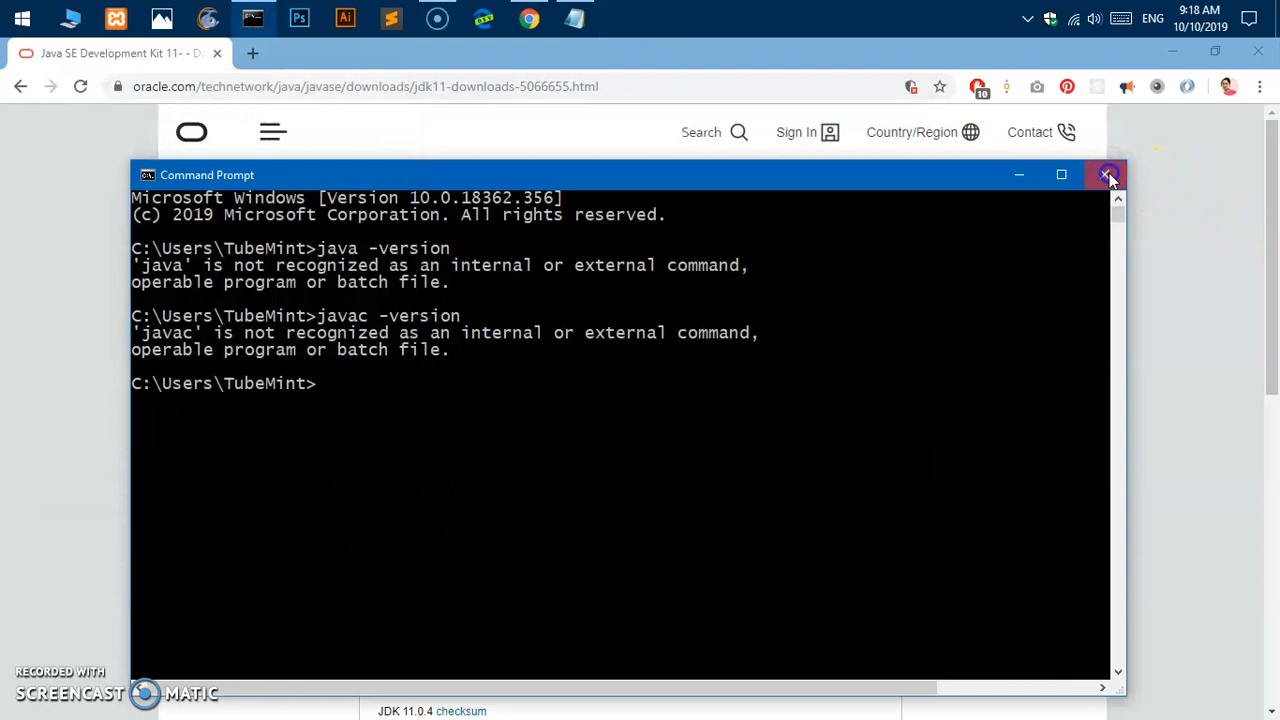 9:18 AM
ENG
10/10/2019
Java SE Development Kit 11- - D
oracle.com/technetwork/java/javase/downloads/jdk11-downloads-5066655.html
10
Search
Sign In
Country/Region
Contact
Command Prompt
Microsoft Windows [Version 10.0.18362.356]
(c) 2019 Microsoft Corporation. All rights reserved.
C:\Users\TubeMint>java -version
'java' is not recognized as an internal or external command,
operable program or batch file.
C:\Users\TubeMint>javac -version
'javac' is not recognized as an internal or external command,
operable program or batch file.
C:\Users\TubeMint>
RECORDED WITH
SCREENCAST MATIC
JDK 11.0.4 checksum